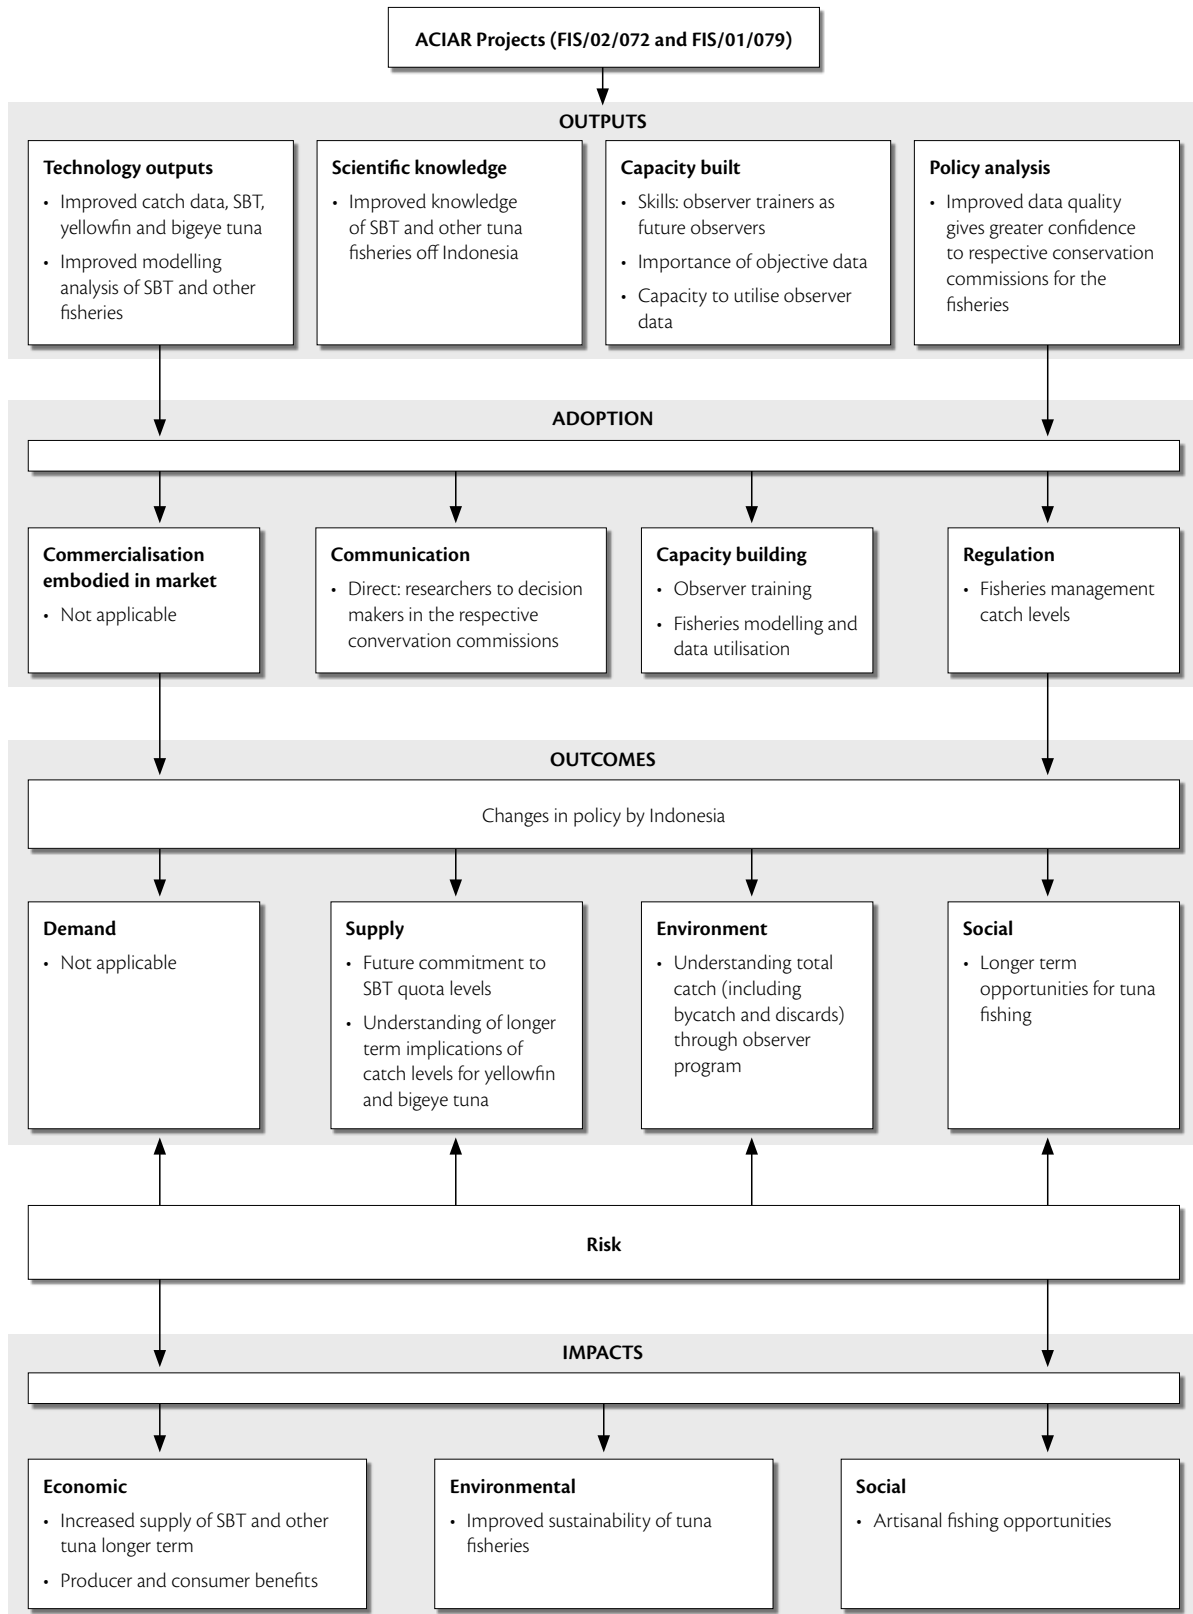 ACIAR Projects (FIS/02/072 and FIS/01/079)
OUTPUTS
Technology outputs
• Improved catch data, SBT,
yellowfin and bigeye tuna
• Improved modelling
analysis of SBT and other
fisheries
Scientific knowledge
• Improved knowledge
of SBT and other tuna
fisheries off Indonesia
Capacity built
• Skills: observer trainers as
future observers
• Importance of objective data
• Capacity to utilise observer
data
Policy analysis
• Improved data quality
gives greater confidence
to respective conservation
commissions for the
fisheries
ADOPTION
Commercialisation
embodied in market
• Not applicable
Communication
• Direct: researchers to decision
makers in the respective
convervation commissions
Capacity building
• Observer training
• Fisheries modelling and
data utilisation
Regulation
• Fisheries management
catch levels
OUTCOMES
Changes in policy by Indonesia
Demand
• Not applicable
Supply
• Future commitment to
SBT quota levels
• Understanding of longer
term implications of
catch levels for yellowfin
and bigeye tuna
Environment
• Understanding total
catch (including
bycatch and discards)
through observer
program
Social
• Longer term
opportunities for tuna
fishing
Risk
IMPACTS
Economic
• Increased supply of SBT and other
tuna longer term
• Producer and consumer benefits
Environmental
• Improved sustainability of tuna
fisheries
Social
• Artisanal fishing opportunities